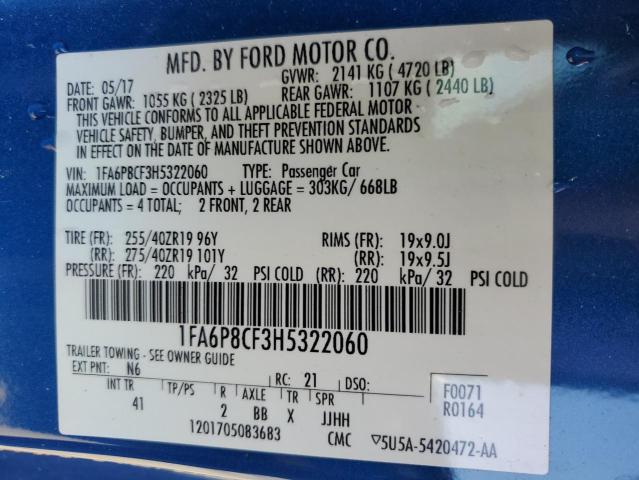 MFD. BY FORD MOTOR CO.
DATE: 05/17 GVWR: 2141 KG ( 4720 LB)
FRONT GAWR: 1055 KG ( 2325 LB) REAR GAWR: 1107 KG ( 2440 LB)
THIS VEHICLE CONFORMS TO ALL APPLICABLE FEDERAL MOTOR
VEHICLE SAFETY, BUMPER, AND THEFT PREVENTION STANDARDS
IN EFFECT ON THE DATE OF MANUFACTURE SHOWN ABOVE.
VIN: 1FA6P8CF3H5322060 TYPE: Passenger Car
MAXIMUM LOAD = OCCUPANTS + LUGGAGE = 303KG/ 668LB
OCCUPANTS = 4 TOTAL; 2 FRONT, 2 REAR
TIRE (FR): 255/40ZR19 96Y RIMS (FR): 19x9.0J
(RR): 275/40ZR19 101Y (RR): 19x9.5J
PRESSURE (FR): 220 kPa/ 32 PSI COLD (RR): 220 kPa/ 32 PSI COLD
1FA6P8CF3H5322060
TRAILER TOWING - SEE OWNER GUIDE
EXT PNT: N6 RC: 21 DSO: F0071
INT TR TP/PS R AXLE TR SPR R0164
41 2 BB X JJHH
1201705083683 CMC 5U5A-5420472-AA